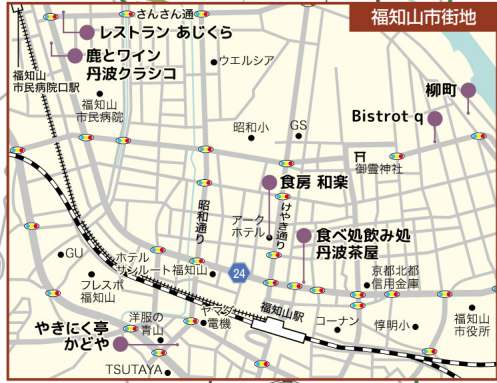 福知山市街地
さんさん通
レストラン あじくら
鹿とワイン
丹波クラシコ
ウエルシア
福知山
市民病院口駅
福知山
市民病院
柳町
Bistrot q
昭和小
GS
御霊神社
食房 和楽
昭和通り
けやき通り
アーク
ホテル
食べ処飲み処
丹波茶屋
GU
ホテル
サンルート福知山
24
京都北都
信用金庫
フレスポ
福知山
福知山駅
ヤマダ
電機
洋服の
青山
コーナン
惇明小
福知山
市役所
やきにく亭
かどや
TSUTAYA